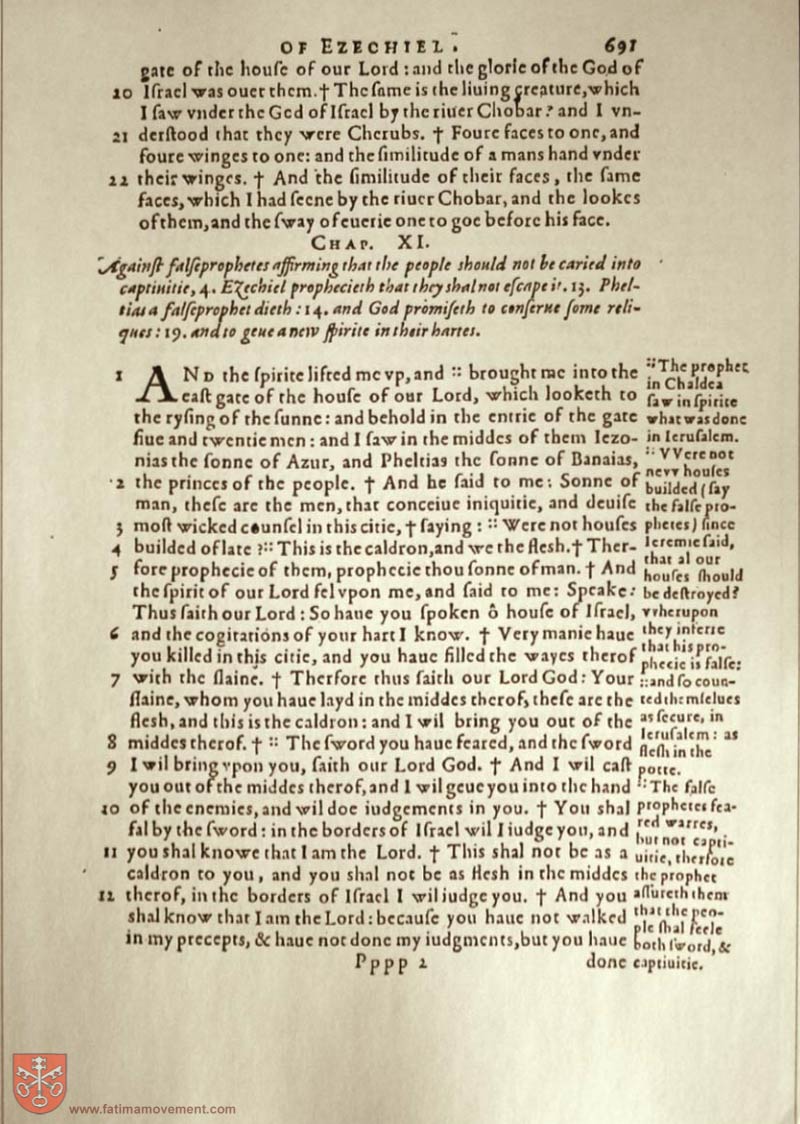 OF EZECHIEL. 691
gate of the houſe of our Lord: and the glorie of the God of
20 Iſrael was ouer them. † The ſame is the liuing creature, which
I ſaw vnder the God of Iſrael by the riuer Chobar: and I vn-
21 derſtood that they were Cherubs. † Foure faces to one, and
foure winges to one: and the ſimilitude of a mans hand vnder
22 their winges. † And the ſimilitude of their faces, the ſame
faces, which I had ſeene by the riuer Chobar, and the lookes
of them, and the ſway of euerie one to goe before his face.
CHAP. XI.
Againſt falſeprophetes affirming that the people should not be caried into
captiuitie, 4. Ezechiel prophecieth that they shal not eſcape it. 13. Phel-
tias a falſeprophet dieth: 14. and God promiſeth to conſerue ſome reli-
ques: 19. and to geue a new ſpirite in their hartes.
1 AND the ſpirite lifted me vp, and :: brought me into the
eaſt gate of the houſe of our Lord, which looketh to
the ryſing of the ſunne: and behold in the entrie of the gate
fiue and twentie men: and I ſaw in the middes of them Iezo-
nias the ſonne of Azur, and Pheltias the ſonne of Banaias,
2 the princes of the people. † And he ſaid to me: Sonne of
man, theſe are the men, that conceiue iniquitie, and deuiſe
3 moſt wicked counſel in this citie, † ſaying: :: Were not houſes
4 builded of late? :: This is the caldron, and we the fleſh. † Ther-
5 fore prophecie of them, prophecie thou ſonne of man. † And
the ſpirit of our Lord fel vpon me, and ſaid to me: Speake:
Thus ſaith our Lord: So haue you ſpoken ô houſe of Iſrael,
6 and the cogitations of your hart I know. † Very manie haue
you killed in this citie, and you haue filled the wayes therof
7 with the ſlaine. † Therfore thus ſaith our Lord God: Your
ſlaine, whom you haue layd in the middes therof, theſe are the
fleſh, and this is the caldron: and I wil bring you out of the
8 middes therof. † :: The ſword you haue feared, and the ſword
9 I wil bring vpon you, ſaith our Lord God. † And I wil caſt
you out of the middes therof, and I wil geue you into the hand
10 of the enemies, and wil doe iudgements in you. † You shal
fal by the ſword: in the borders of Iſrael wil I iudge you, and
11 you shal knowe that I am the Lord. † This shal not be as a
caldron to you, and you shal not be as fleſh in the middes
12 therof, in the borders of Iſrael I wil iudge you. † And you
shal know that I am the Lord: becauſe you haue not walked
in my precepts, & haue not done my iudgments, but you haue
Pppp 2 done
:: The prophet
in Chaldea
ſaw in ſpirite
what was done
in Ieruſalem.
:: VVere not
nevv houſes
builded (ſay
the falſe pro-
phetes) ſince
Ieremie ſaid,
that al our
houſes should
be deſtroyed?
vvherupon
they inferre
that his pro-
phecie is falſe:
:: and ſo coun-
ted themſelues
as ſecure, in
Ieruſalem: as
fleſh in the
potte.
:: The falſe
prophetes fea-
red warres,
but not capti-
uitie, therfore
the prophet
aſſureth them
that the peo-
ple shal feele
both ſword, &
captiuitie.
www.fatimamovement.com